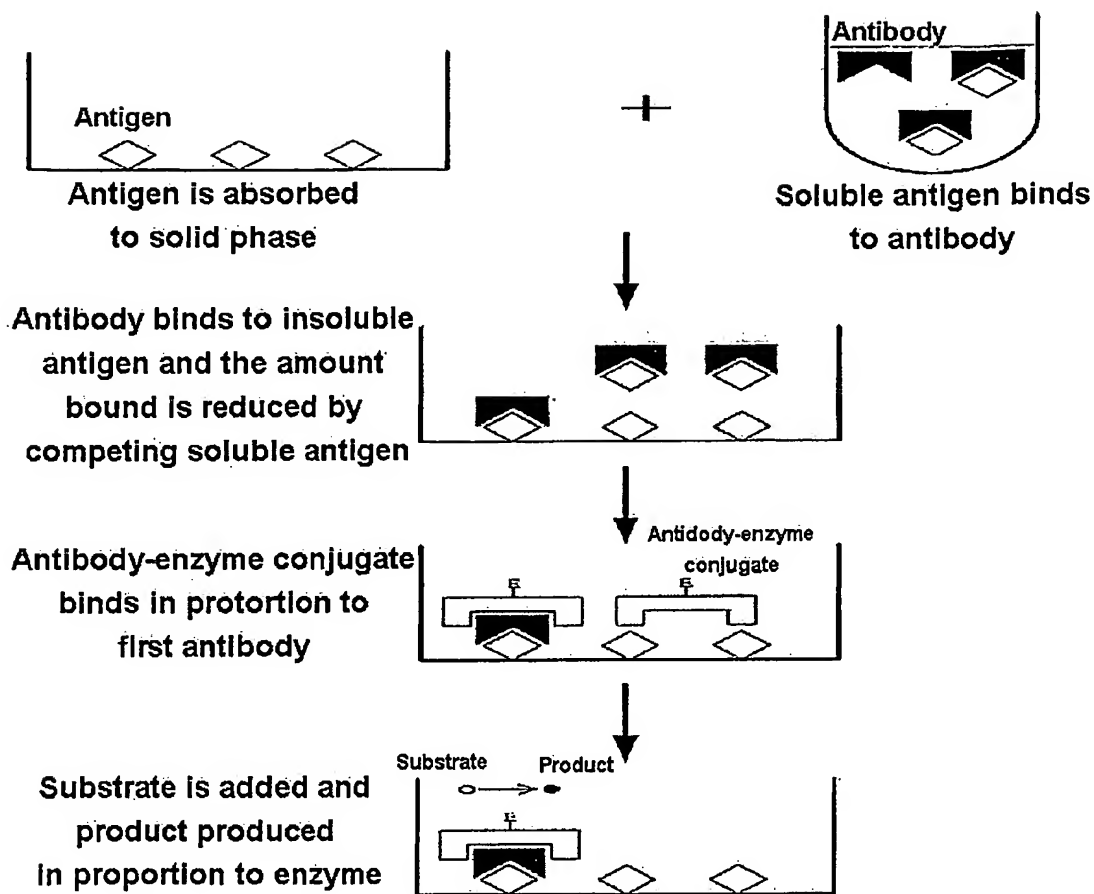 Antibody
Antigen
Antigen is absorbed
to solid phase
Soluble antigen binds
to antibody
Antibody binds to insoluble
antigen and the amount
bound is reduced by
competing soluble antigen
Antibody-enzyme conjugate
binds in protortion to
first antibody
Antidody-enzyme
conjugate
E
E
Substrate
Product
Substrate is added and
product produced
in proportion to enzyme
E